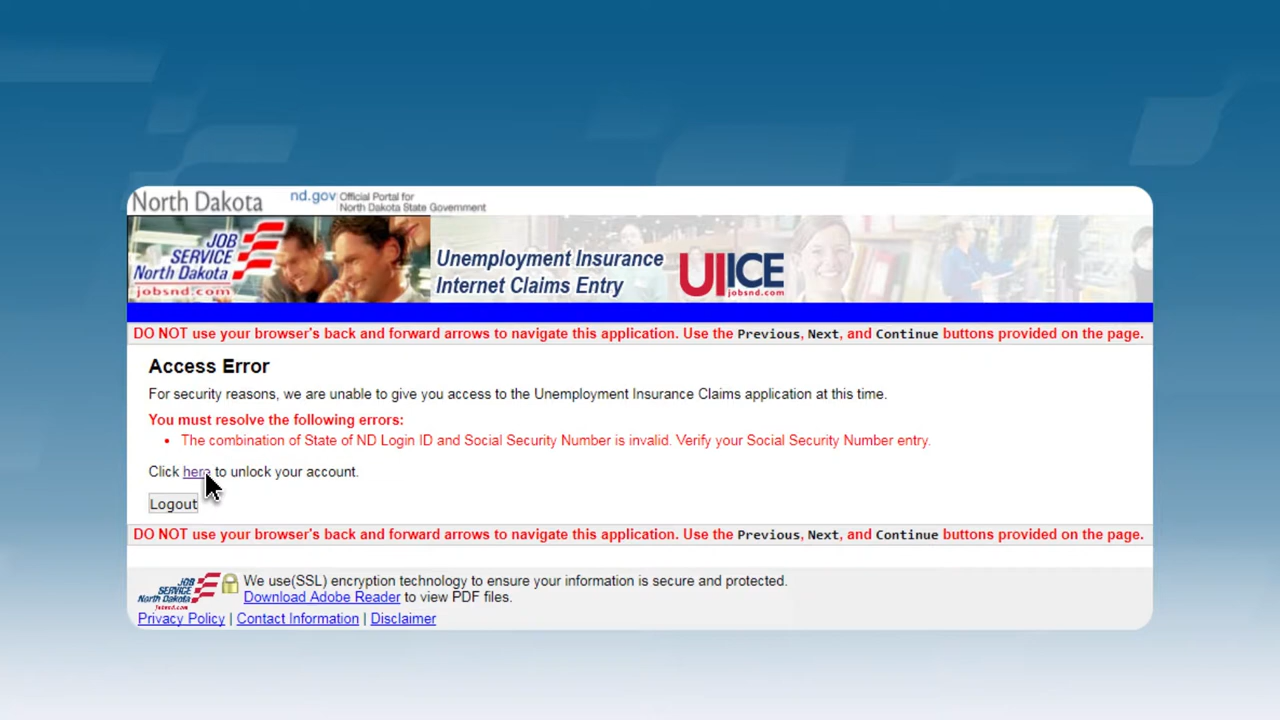 North Dakota nd.gov Official Portal for
North Dakota State Government
JOB
SERVICE
North Dakota
jobsnd.com
Unemployment Insurance
Internet Claims Entry
UIICE
jobsnd.com
DO NOT use your browser's back and forward arrows to navigate this application. Use the Previous, Next, and Continue buttons provided on the page.
Access Error
For security reasons, we are unable to give you access to the Unemployment Insurance Claims application at this time.
You must resolve the following errors:
• The combination of State of ND Login ID and Social Security Number is invalid. Verify your Social Security Number entry.
Click here to unlock your account.
Logout
DO NOT use your browser's back and forward arrows to navigate this application. Use the Previous, Next, and Continue buttons provided on the page.
JOB
SERVICE
North Dakota
jobsnd.com
We use(SSL) encryption technology to ensure your information is secure and protected.
Download Adobe Reader to view PDF files.
Privacy Policy | Contact Information | Disclaimer